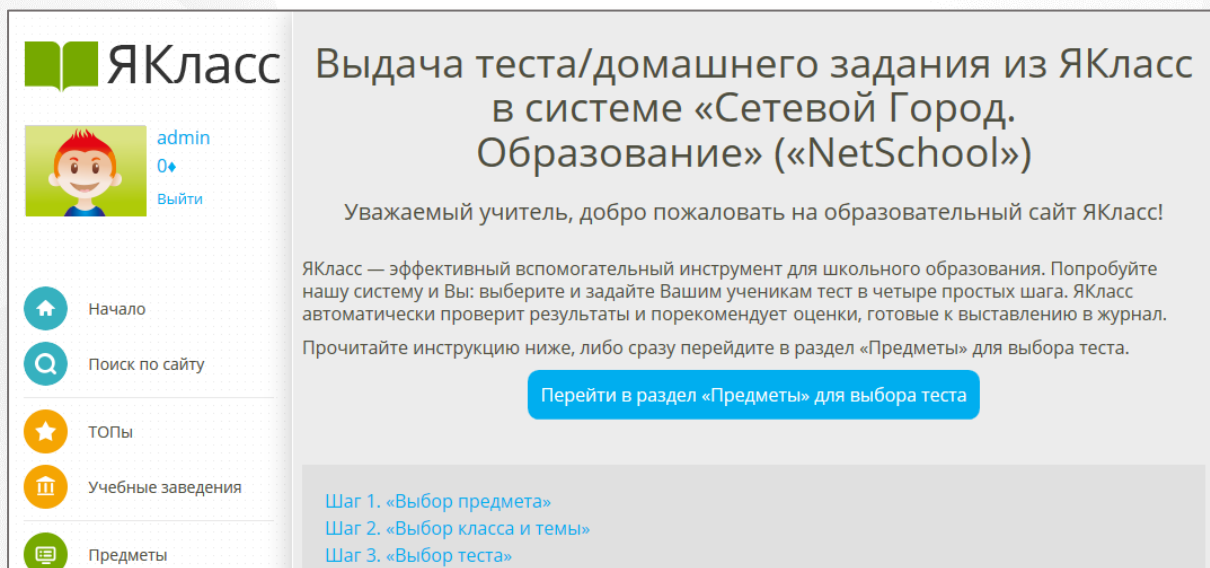 ЯКласс
admin
0♦
Выйти
Начало
Поиск по сайту
ТОПы
Учебные заведения
Предметы
Выдача теста/домашнего задания из ЯКласс
в системе «Сетевой Город.
Образование» («NetSchool»)
Уважаемый учитель, добро пожаловать на образовательный сайт ЯКласс!
ЯКласс — эффективный вспомогательный инструмент для школьного образования. Попробуйте
нашу систему и Вы: выберите и задайте Вашим ученикам тест в четыре простых шага. ЯКласс
автоматически проверит результаты и порекомендует оценки, готовые к выставлению в журнал.
Прочитайте инструкцию ниже, либо сразу перейдите в раздел «Предметы» для выбора теста.
Перейти в раздел «Предметы» для выбора теста
Шаг 1. «Выбор предмета»
Шаг 2. «Выбор класса и темы»
Шаг 3. «Выбор теста»